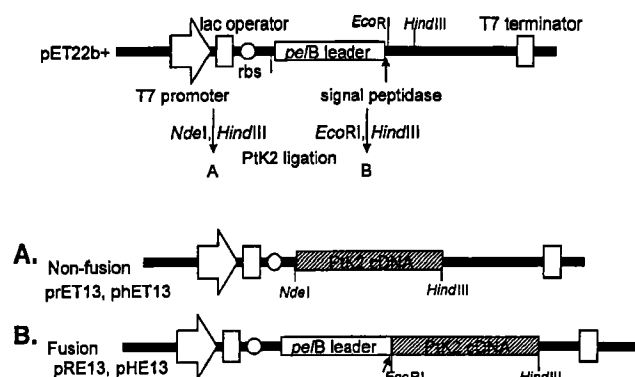 lac operator
EcoRI
HindIII
T7 terminator
pET22b+
pelB leader
rbs
T7 promoter
signal peptidase
NdeI, HindIII
EcoRI, HindIII
PtK2 ligation
A
B
A.
Non-fusion
prET13, phET13
PtK2 cDNA
NdeI
HindIII
B.
Fusion
pRE13, pHE13
pelB leader
PtK2 cDNA
EcoRI
HindIII